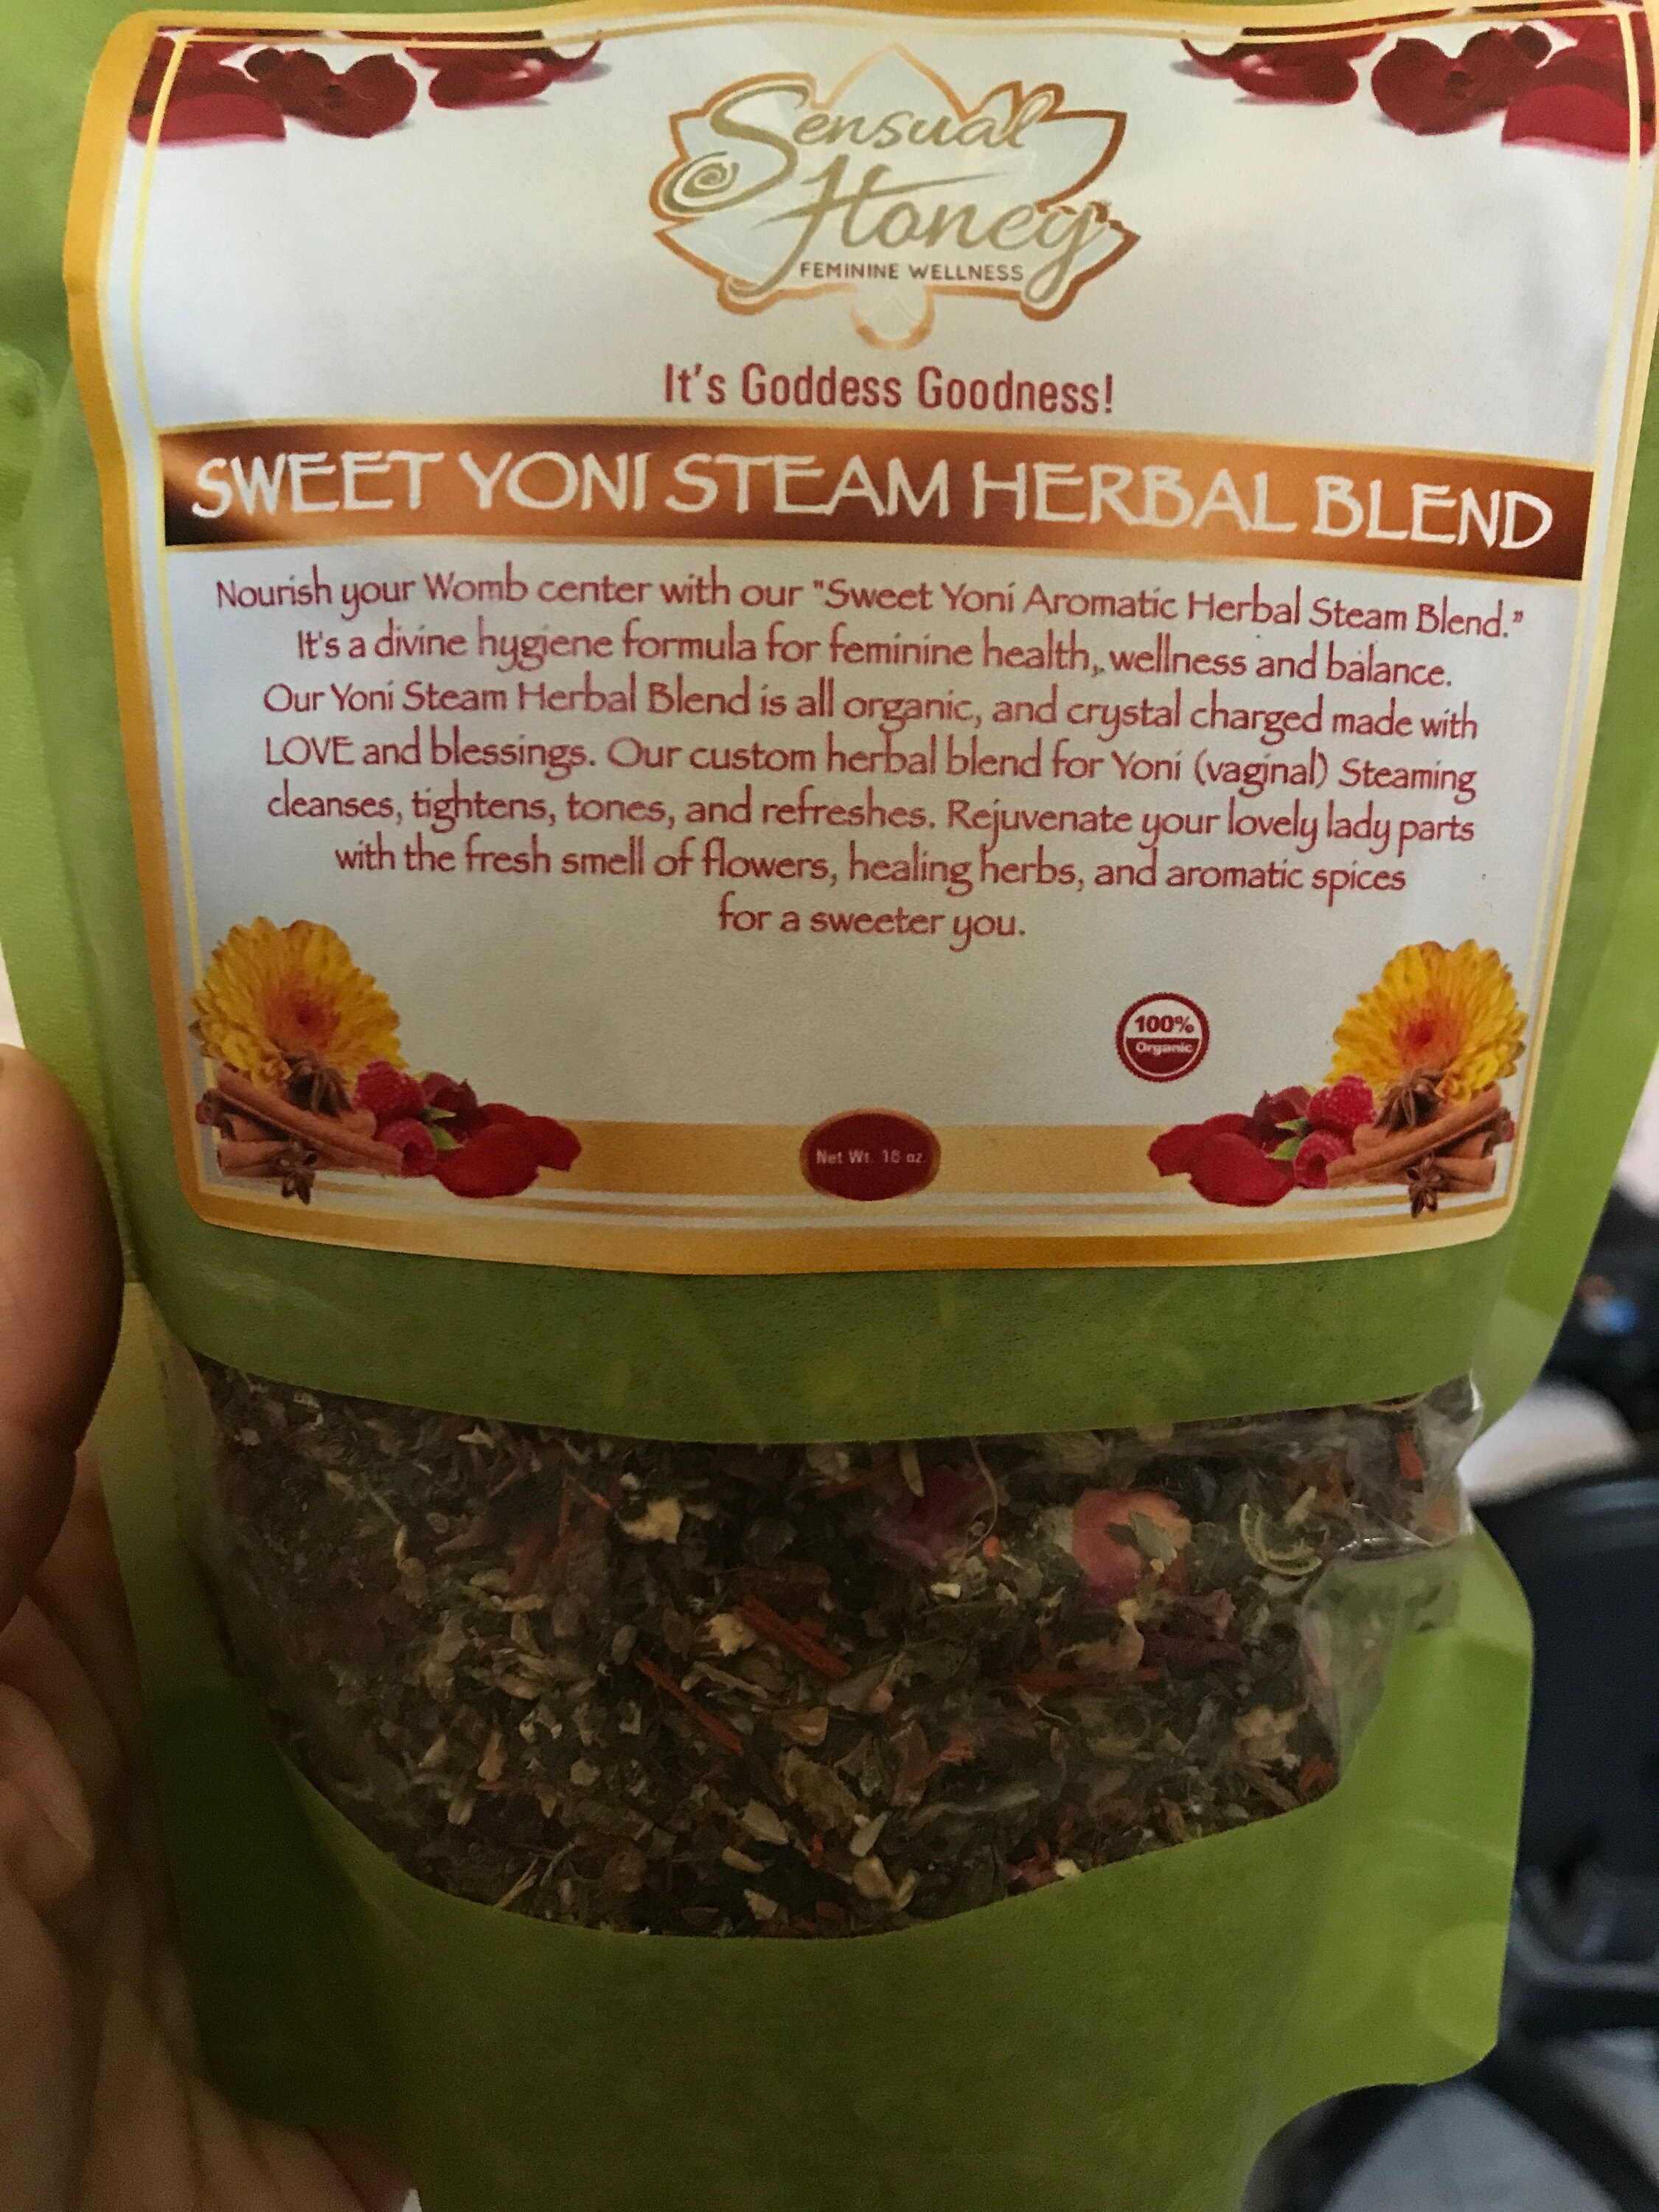 Sensual
Honey
FEMININE WELLNESS
It's Goddess Goodness!
SWEET YONI STEAM HERBAL BLEND
Nourish your Womb center with our "Sweet Yoni Aromatic Herbal Steam Blend."
It's a divine hygiene formula for feminine health, wellness and balance.
Our Yoni Steam Herbal Blend is all organic, and crystal charged made with
LOVE and blessings. Our custom herbal blend for Yoni (vaginal) Steaming
cleanses, tightens, tones, and refreshes. Rejuvenate your lovely lady parts
with the fresh smell of flowers, healing herbs, and aromatic spices
for a sweeter you.
100%
Organic
Net Wt. oz.